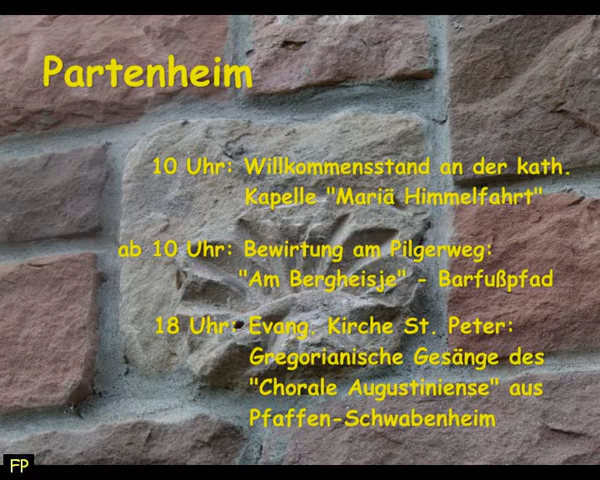 Partenheim
10 Uhr: Willkommensstand an der kath.
Kapelle "Mariä Himmelfahrt"
ab 10 Uhr: Bewirtung am Pilgerweg:
"Am Bergheisje" - Barfußpfad
18 Uhr: Evang. Kirche St. Peter:
Gregorianische Gesänge des
"Chorale Augustiniense" aus
Pfaffen-Schwabenheim
FP